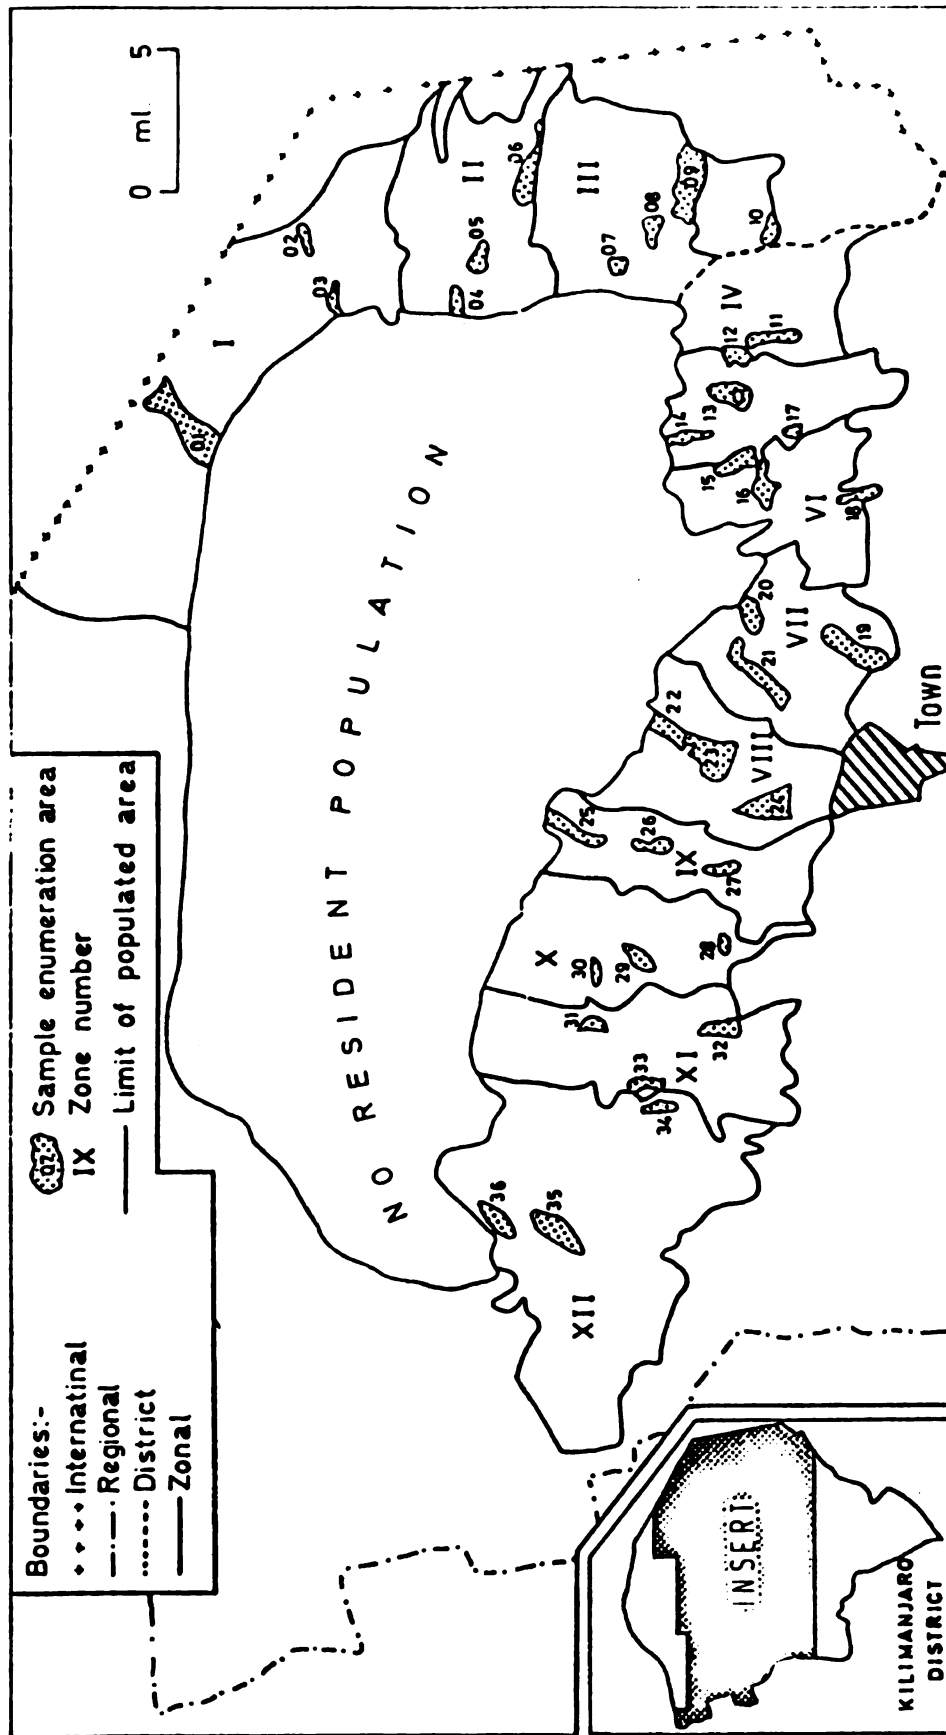 Boundaries:-
Internatinal
Regional
District
Zonal
02 Sample enumeration area
IX Zone number
Limit of populated area
0 ml 5
NO RESIDENT POPULATION
I
01
02
03
II
04
05
06
III
07
08
09
10
IV
11
12
13
14
15
16
17
VI
18
VII
19
20
21
VIII
22
23
24
IX
25
26
27
X
28
29
30
XI
31
32
33
34
XII
35
36
Town
INSERT
KILIMANJARO
DISTRICT